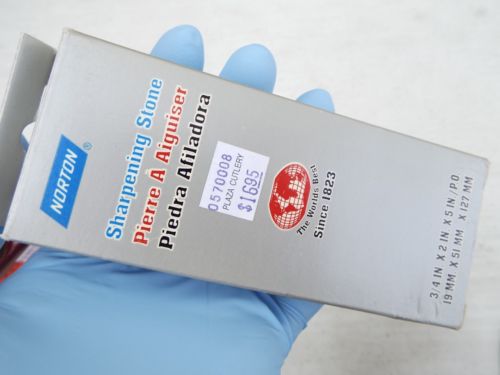 NORTON®
Sharpening Stone
Pierre À Aiguiser
Piedra Afiladora
0570008
PLAZA CUTLERY
$1695
The Worlds Best
Since 1823
3/4 IN X 2 IN X 5 IN / PO
19 MM X 51 MM X 127 MM